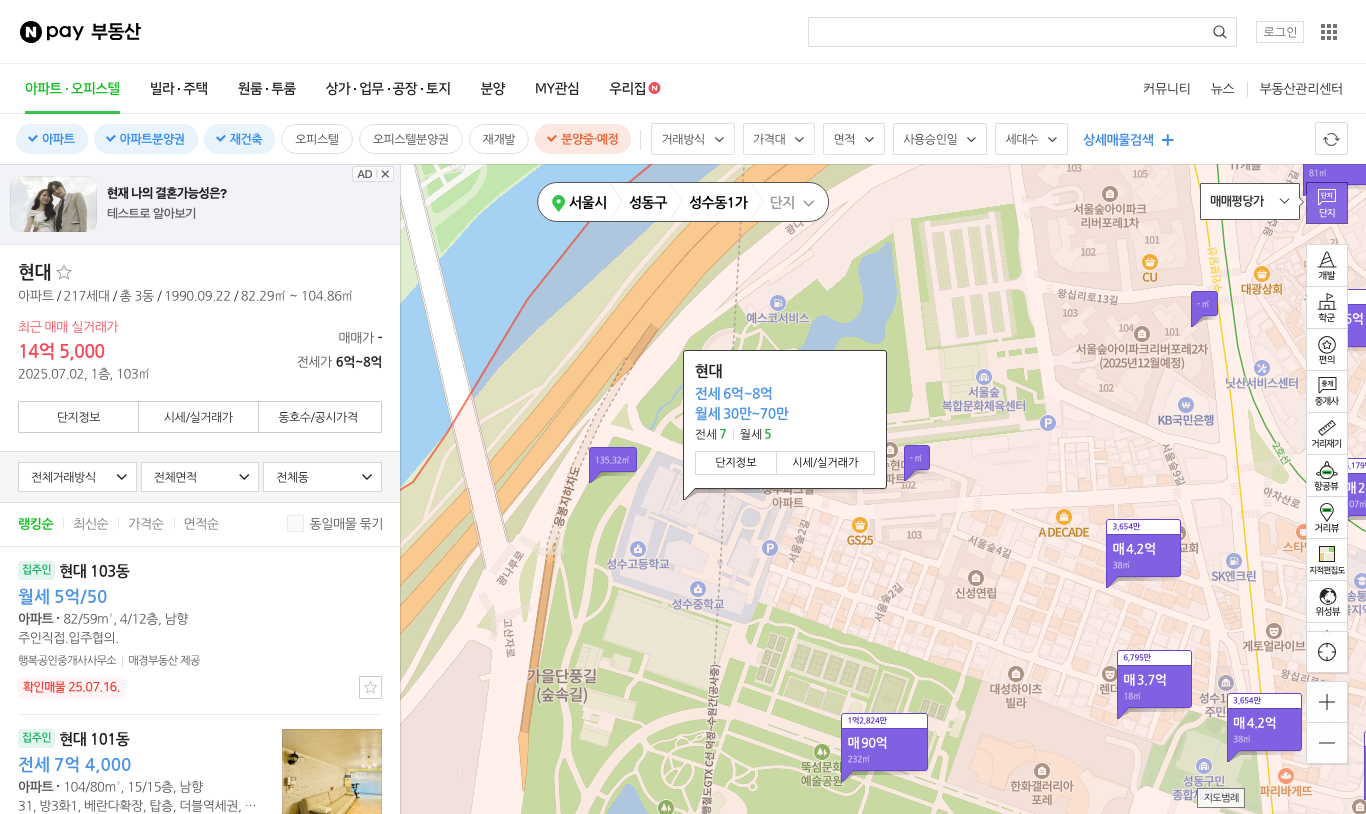 N pay 부동산
로그인
아파트·오피스텔 빌라·주택 원룸·투룸 상가·업무·공장·토지 분양 MY관심 우리집 N
커뮤니티 뉴스 부동산관리센터
아파트 아파트분양권 재건축 오피스텔 오피스텔분양권 재개발 분양중·예정 거래방식 가격대 면적 사용승인일 세대수 상세매물검색
AD
현재 나의 결혼가능성은?
테스트로 알아보기
현대
아파트 / 217세대 / 총 3동 / 1990.09.22 / 82.29㎡ ~ 104.86㎡
최근 매매 실거래가
14억 5,000
2025.07.02, 1층, 103㎡
매매가 -
전세가 6억~8억
단지정보 시세/실거래가 동호수/공시가격
전체거래방식 전체면적 전체동
랭킹순 최신순 가격순 면적순 동일매물 묶기
집주인 현대 103동
월세 5억/50
아파트 · 82/59m², 4/12층, 남향
주인직접.입주협의.
행복공인중개사사무소 매경부동산 제공
확인매물 25.07.16.
집주인 현대 101동
전세 7억 4,000
아파트 · 104/80m², 15/15층, 남향
31, 방3화1, 베란다확장, 탑층, 더블역세권, ···
서울시 성동구 성수동1가 단지
매매평당가
단지
단지
81㎡
개발
학군
편의
중개
중개사
거리재기
항공뷰
거리뷰
지적편집도
위성뷰
현대
전세 6억~8억
월세 30만~70만
전세 7 월세 5
단지정보 시세/실거래가
103
105
서울숲아이파크
리버포레1차
101
102
CU
대광상회
왕십리로13길
예스코서비스
- ㎡
103
104
101
서울숲아이파크리버포레2차
(2025년12월예정)
102
닛산서비스센터
서울숲
복합문화체육센터
KB국민은행
P
2호선
135.32㎡
- ㎡
102
아파트
응봉지하차도
서울숲9길
아차산로
GS25
서울숲2길
A DECADE
3,654만
매4.2억
38㎡
교회
P
성수고등학교
서울숲4길
광나루로
신성연립
SK엔크린
성수중학교
서울숲2길
고산자로
게토얼라이브
6,795만
매3.7억
18㎡
가을단풍길
(숲속길)
대성하이츠
빌라
3,654만
매4.2억
38㎡
1억2,824만
매90억
232㎡
뚝섬문화
예술공원
한화갤러리아
포레
성동구민
파리바게뜨
지도범례